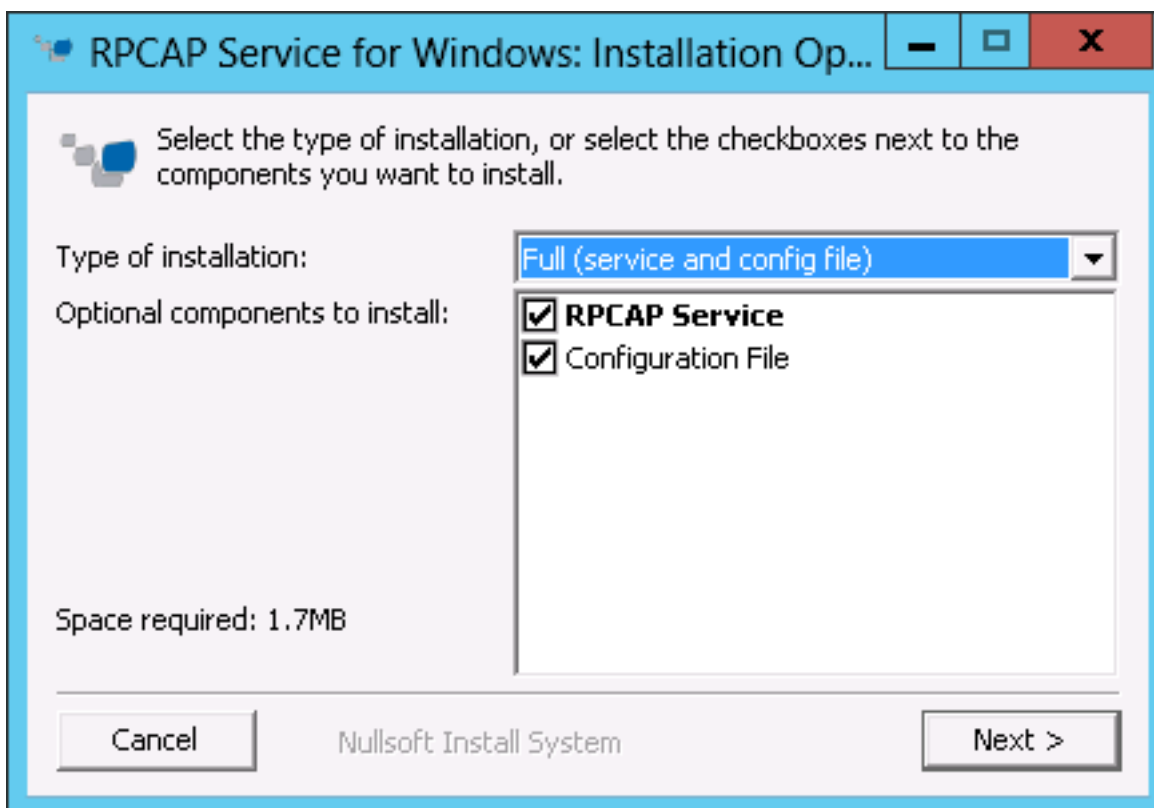 RPCAP Service for Windows: Installation Op...
Select the type of installation, or select the checkboxes next to the
components you want to install.
Type of installation:
Full (service and config file)
Optional components to install:
RPCAP Service
Configuration File
Space required: 1.7MB
Cancel
Nullsoft Install System
Next >